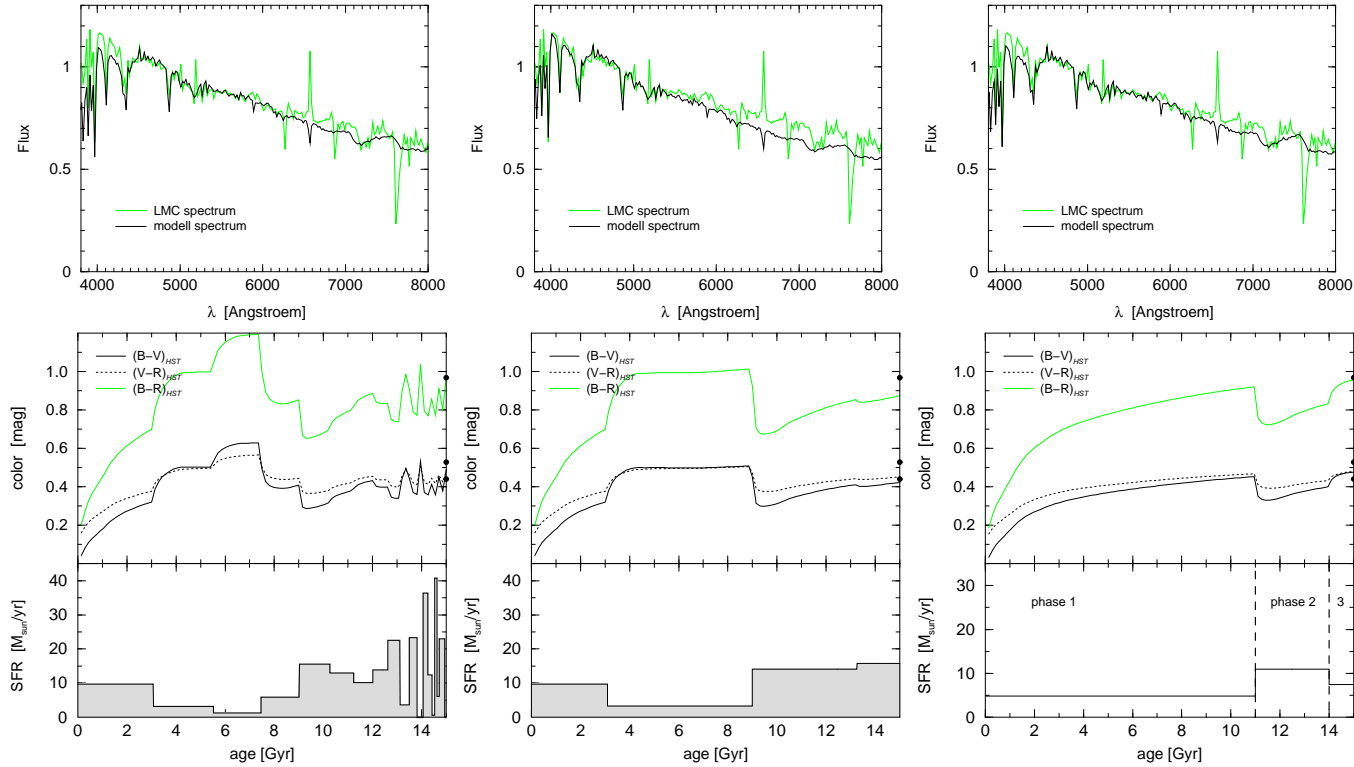 Flux
1
0.5
0
LMC spectrum
modell spectrum
4000 5000 6000 7000 8000
λ [Angstroem]
Flux
1
0.5
0
LMC spectrum
modell spectrum
4000 5000 6000 7000 8000
λ [Angstroem]
Flux
1
0.5
0
LMC spectrum
modell spectrum
4000 5000 6000 7000 8000
λ [Angstroem]
color [mag]
1.0
0.8
0.6
0.4
0.2
(B−V)HST
(V−R)HST
(B−R)HST
color [mag]
1.0
0.8
0.6
0.4
0.2
(B−V)HST
(V−R)HST
(B−R)HST
color [mag]
1.0
0.8
0.6
0.4
0.2
(B−V)HST
(V−R)HST
(B−R)HST
SFR [Msun/yr]
40
30
20
10
0
0 2 4 6 8 10 12 14
age [Gyr]
SFR [Msun/yr]
40
30
20
10
0
0 2 4 6 8 10 12 14
age [Gyr]
SFR [Msun/yr]
30
20
10
0
phase 1
phase 2
3
0 2 4 6 8 10 12 14
age [Gyr]